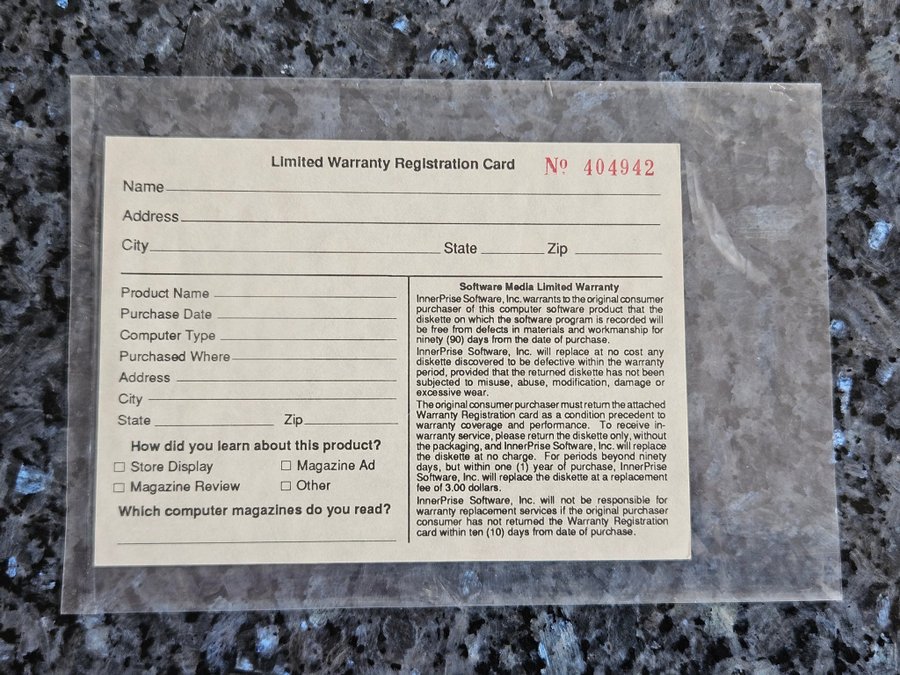 Limited Warranty Registration Card Nº 404942
Name
Address
City State Zip
Product Name
Purchase Date
Computer Type
Purchased Where
Address
City
State Zip
How did you learn about this product?
☐ Store Display ☐ Magazine Ad
☐ Magazine Review ☐ Other
Which computer magazines do you read?
Software Media Limited Warranty
InnerPrise Software, Inc. warrants to the original consumer
purchaser of this computer software product that the
diskette on which the software program is recorded will
be free from defects in materials and workmanship for
ninety (90) days from the date of purchase.
InnerPrise Software, Inc. will replace at no cost any
diskette discovered to be defective within the warranty
period, provided that the returned diskette has not been
subjected to misuse, abuse, modification, damage or
excessive wear.
The original consumer purchaser must return the attached
Warranty Registration card as a condition precedent to
warranty coverage and performance. To receive in-
warranty service, please return the diskette only, without
the packaging, and InnerPrise Software, Inc. will replace
the diskette at no charge. For periods beyond ninety
days, but within one (1) year of purchase, InnerPrise
Software, Inc. will replace the diskette at a replacement
fee of 3.00 dollars.
InnerPrise Software, Inc. will not be responsible for
warranty replacement services if the original purchaser
consumer has not returned the Warranty Registration
card within ten (10) days from date of purchase.